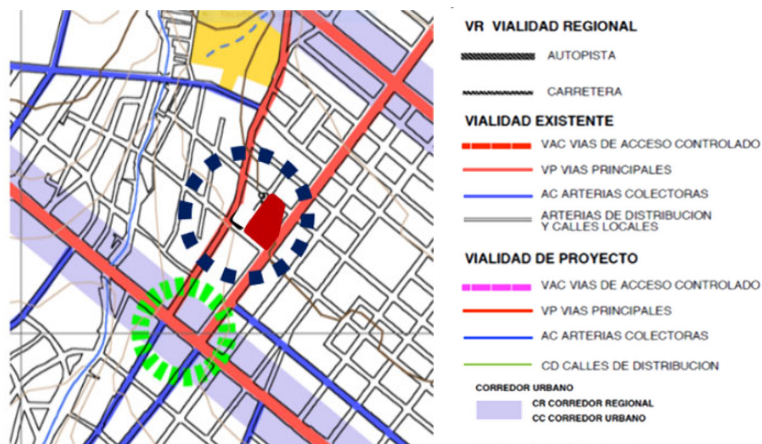 VR VIALIDAD REGIONAL
AUTOPISTA
CARRETERA
VIALIDAD EXISTENTE
VAC VIAS DE ACCESO CONTROLADO
VP VIAS PRINCIPALES
AC ARTERIAS COLECTORAS
ARTERIAS DE DISTRIBUCION
Y CALLES LOCALES
VIALIDAD DE PROYECTO
VAC VIAS DE ACCESO CONTROLADO
VP VIAS PRINCIPALES
AC ARTERIAS COLECTORAS
CD CALLES DE DISTRIBUCION
CORREDOR URBANO
CR CORREDOR REGIONAL
CC CORREDOR URBANO